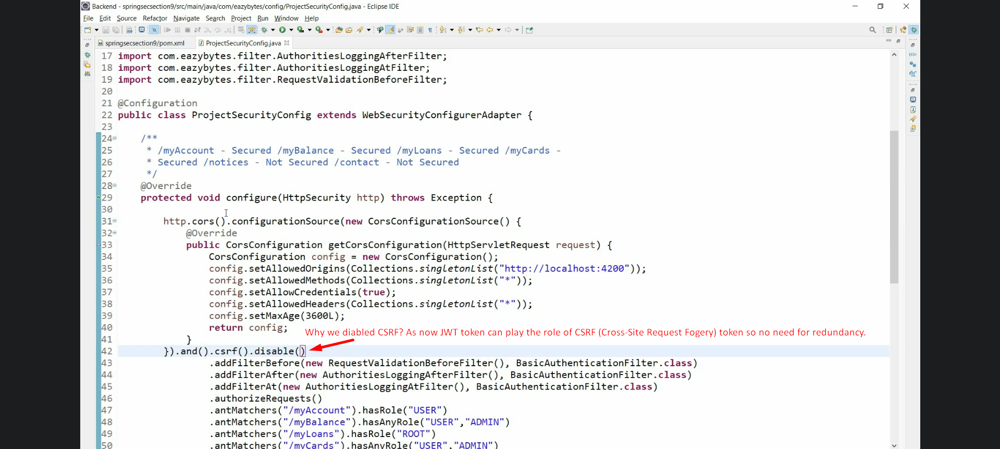 Backend - springsecsection9/src/main/java/com/eazybytes/config/ProjectSecurityConfig.java - Eclipse IDE
File Edit Source Refactor Navigate Search Project Run Window Help
springsecsection9/pom.xml ProjectSecurityConfig.java
17 import com.eazybytes.filter.AuthoritiesLoggingAfterFilter;
18 import com.eazybytes.filter.AuthoritiesLoggingAtFilter;
19 import com.eazybytes.filter.RequestValidationBeforeFilter;
20
21 @Configuration
22 public class ProjectSecurityConfig extends WebSecurityConfigurerAdapter {
23
24 /**
25 * /myAccount - Secured /myBalance - Secured /myLoans - Secured /myCards -
26 * Secured /notices - Not Secured /contact - Not Secured
27 */
28 @Override
29 protected void configure(HttpSecurity http) throws Exception {
30
31 http.cors().configurationSource(new CorsConfigurationSource() {
32 @Override
33 public CorsConfiguration getCorsConfiguration(HttpServletRequest request) {
34 CorsConfiguration config = new CorsConfiguration();
35 config.setAllowedOrigins(Collections.singletonList("http://localhost:4200"));
36 config.setAllowedMethods(Collections.singletonList("*"));
37 config.setAllowCredentials(true);
38 config.setAllowedHeaders(Collections.singletonList("*"));
39 config.setMaxAge(3600L);
40 return config;
Why we diabled CSRF? As now JWT token can play the role of CSRF (Cross-Site Request Fogery) token so no need for redundancy.
41 }
42 }).and().csrf().disable()
43 .addFilterBefore(new RequestValidationBeforeFilter(), BasicAuthenticationFilter.class)
44 .addFilterAfter(new AuthoritiesLoggingAfterFilter(), BasicAuthenticationFilter.class)
45 .addFilterAt(new AuthoritiesLoggingAtFilter(), BasicAuthenticationFilter.class)
46 .authorizeRequests()
47 .antMatchers("/myAccount").hasRole("USER")
48 .antMatchers("/myBalance").hasAnyRole("USER","ADMIN")
49 .antMatchers("/myLoans").hasRole("ROOT")
50 .antMatchers("/myCards").hasAnyRole("USER","ADMIN")